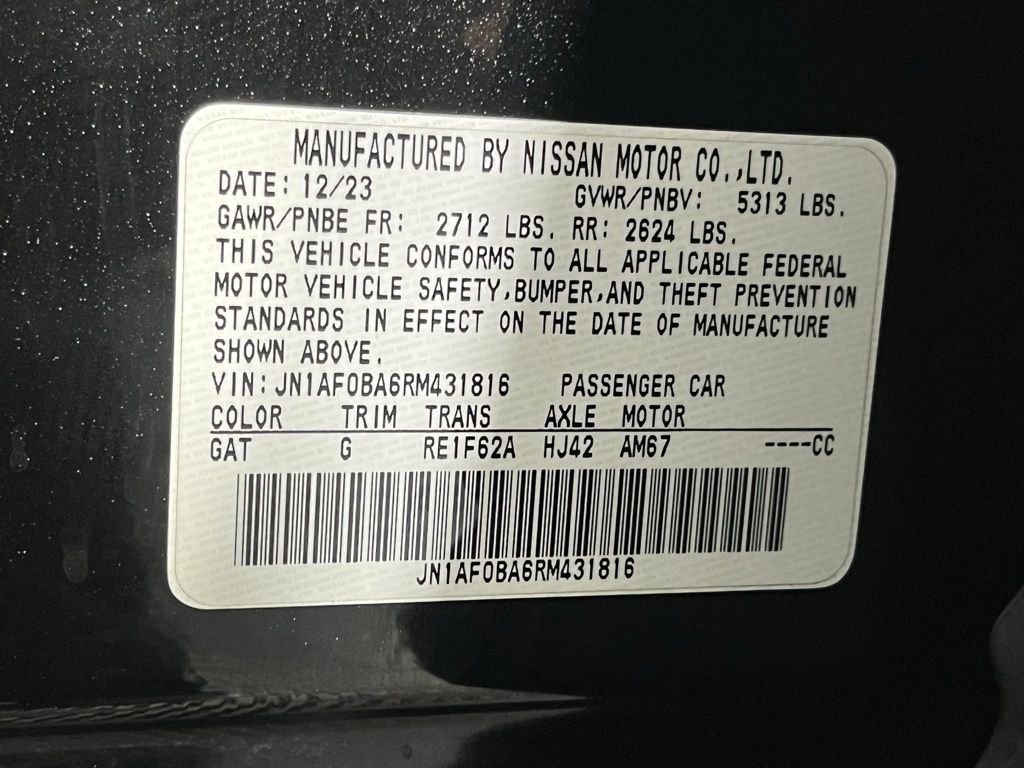 MANUFACTURED BY NISSAN MOTOR CO.,LTD.
DATE: 12/23 GVWR/PNBV: 5313 LBS.
GAWR/PNBE FR: 2712 LBS. RR: 2624 LBS.
THIS VEHICLE CONFORMS TO ALL APPLICABLE FEDERAL
MOTOR VEHICLE SAFETY,BUMPER,AND THEFT PREVENTION
STANDARDS IN EFFECT ON THE DATE OF MANUFACTURE
SHOWN ABOVE.
VIN:JN1AF0BA6RM431816 PASSENGER CAR
COLOR TRIM TRANS AXLE MOTOR
GAT G RE1F62A HJ42 AM67 ----CC
JN1AF0BA6RM431816